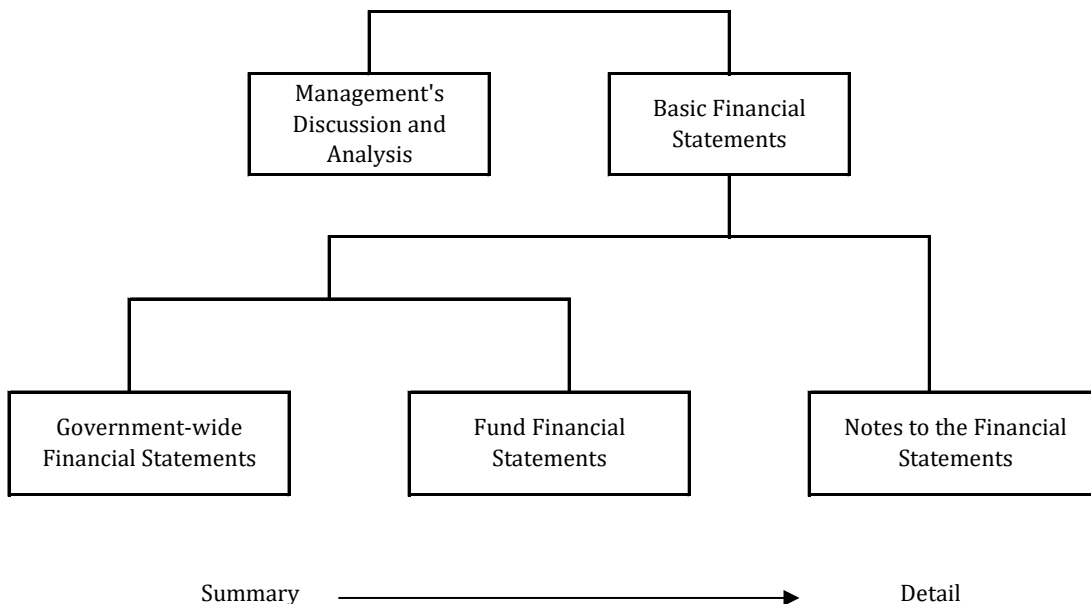 Management's
Discussion and
Analysis
Basic Financial
Statements
Government-wide
Financial Statements
Fund Financial
Statements
Notes to the Financial
Statements
Summary
Detail